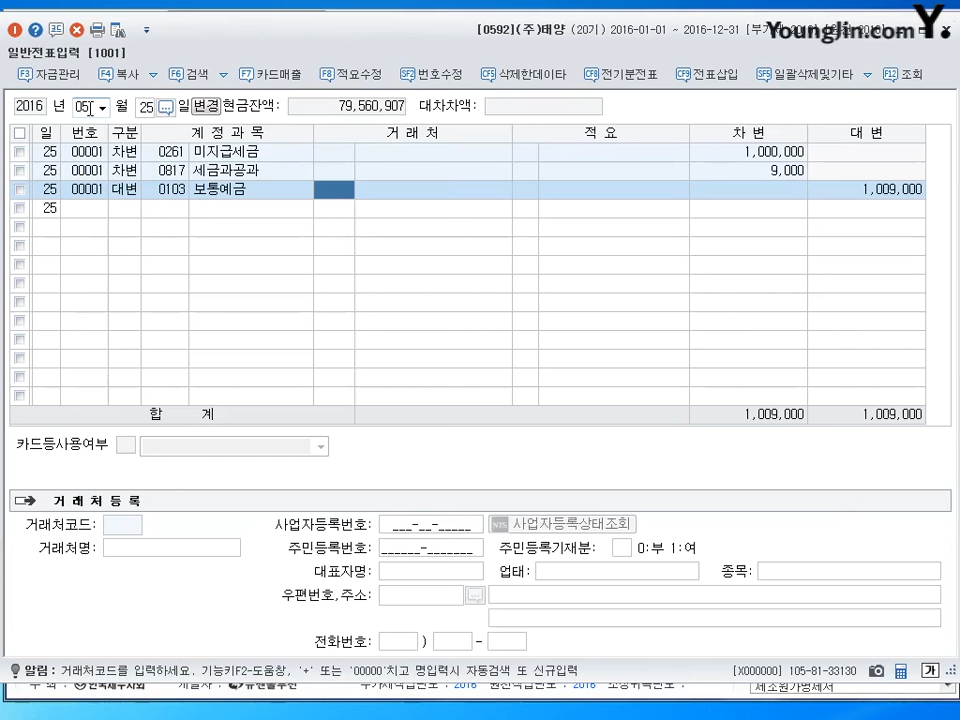 [0592](주)태양 (20기) 2016-01-01 ~ 2016-12-31
Younglin.com Y.
일반전표입력 [1001]
F3 자금관리 F4 복사 F6 검색 F7 카드매출 F8 적요수정 SF2 번호수정 CF5 삭제한데이타 CF8 전기분전표 CF9 전표삽입 SF5 일괄삭제및기타 F12 조회
2016 년 05 월 25 일 변경 현금잔액: 79,560,907 대차차액:
일 번호 구분 계 정 과 목 거 래 처 적 요 차 변 대 변
25 00001 차변 0261 미지급세금 1,000,000
25 00001 차변 0817 세금과공과 9,000
25 00001 대변 0103 보통예금 1,009,000
25
합 계 1,009,000 1,009,000
카드등사용여부
거 래 처 등 록
거래처코드: 사업자등록번호: ___-__-_____ NTS 사업자등록상태조회
거래처명: 주민등록번호: ______-_______ 주민등록기재분: 0:부 1:여
대표자명: 업태: 종목:
우편번호,주소:
전화번호: ) -
알림: 거래처코드를 입력하세요. 기능키F2-도움창, '+' 또는 '00000'치고 명입력시 자동검색 또 신규입력 [X000000] 105-81-33130 가
2016 2016